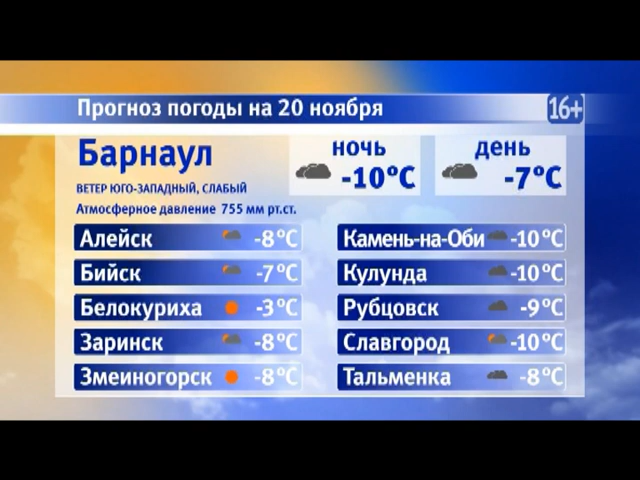 Прогноз погоды на 20 ноября 16+
Барнаул
ночь
-10°C
день
-7°C
ВЕТЕР ЮГО-ЗАПАДНЫЙ, СЛАБЫЙ
Атмосферное давление 755 мм рт.ст.
Алейск -8°C
Бийск -7°C
Белокуриха -3°C
Заринск -8°C
Змеиногорск -8°C
Камень-на-Оби -10°C
Кулунда -10°C
Рубцовск -9°C
Славгород -10°C
Тальменка -8°C